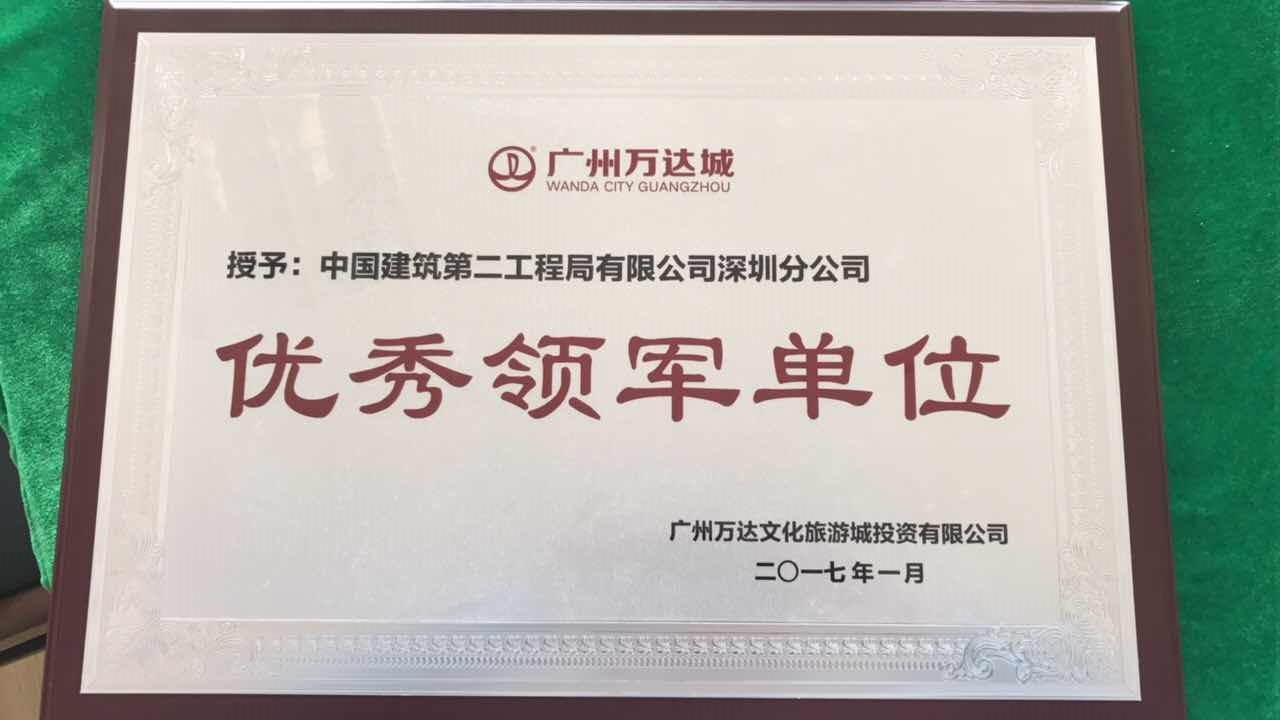 广州万达城
WANDA CITY GUANGZHOU
授予：中国建筑第二工程局有限公司深圳分公司
优秀领军单位
广州万达文化旅游城投资有限公司
二〇一七年一月